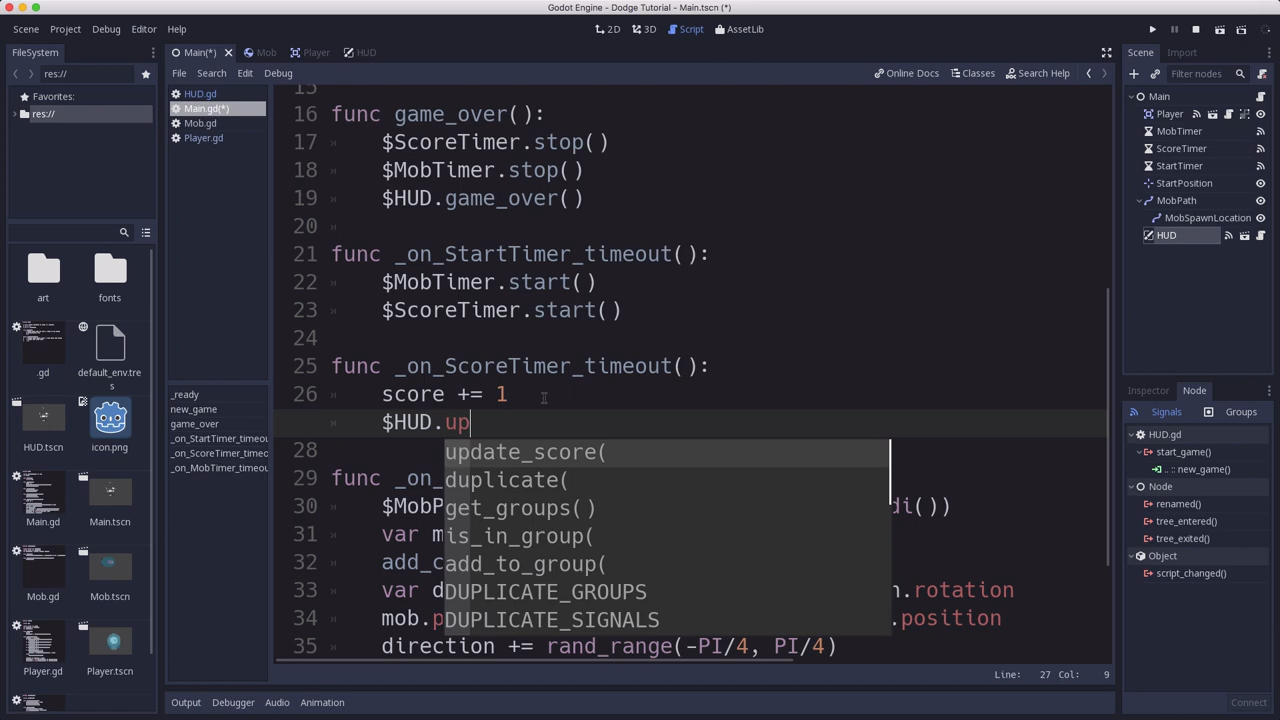 Godot Engine - Dodge Tutorial - Main.tscn (*)
Scene Project Debug Editor Help
2D 3D Script AssetLib
FileSystem
res://
Favorites:
res://
art
fonts
.gd
default_env.tres
HUD.tscn
icon.png
Main.gd
Main.tscn
Mob.gd
Mob.tscn
Player.gd
Player.tscn
Main(*) Mob Player HUD
File Search Edit Debug
Online Docs Classes Search Help
HUD.gd
Main.gd(*)
Mob.gd
Player.gd
_ready
new_game
game_over
_on_StartTimer_timeou
_on_ScoreTimer_timeou
_on_MobTimer_timeout
15
16 func game_over():
17 $ScoreTimer.stop()
18 $MobTimer.stop()
19 $HUD.game_over()
20
21 func _on_StartTimer_timeout():
22 $MobTimer.start()
23 $ScoreTimer.start()
24
25 func _on_ScoreTimer_timeout():
26 score += 1
$HUD.up
update_score(
duplicate(
get_groups()
is_in_group(
add_to_group(
DUPLICATE_GROUPS
DUPLICATE_SIGNALS
28
29 func _on_
30 $MobP di())
31 var m
32 add_c
33 var d n.rotation
34 mob.p .position
35 direction += rand_range(-PI/4, PI/4)
Line: 27 Col: 9
Output Debugger Audio Animation
Scene Import
Filter nodes
Main
Player
MobTimer
ScoreTimer
StartTimer
StartPosition
MobPath
MobSpawnLocation
HUD
Inspector Node
Signals Groups
HUD.gd
start_game()
.. :: new_game()
Node
renamed()
tree_entered()
tree_exited()
Object
script_changed()
Connect